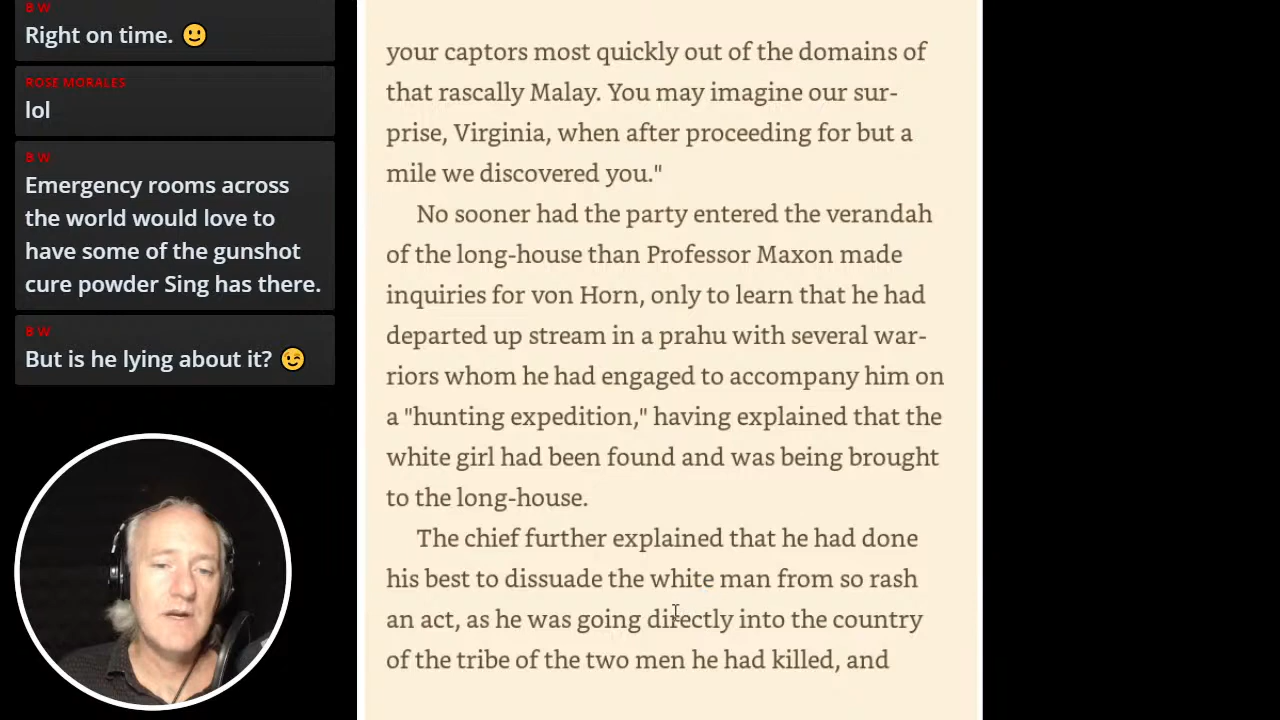 B W
Right on time. 🙂
ROSE MORALES
lol
B W
Emergency rooms across
the world would love to
have some of the gunshot
cure powder Sing has there.
B W
But is he lying about it? 😉
your captors most quickly out of the domains of
that rascally Malay. You may imagine our sur-
prise, Virginia, when after proceeding for but a
mile we discovered you."
No sooner had the party entered the verandah
of the long-house than Professor Maxon made
inquiries for von Horn, only to learn that he had
departed up stream in a prahu with several war-
riors whom he had engaged to accompany him on
a "hunting expedition," having explained that the
white girl had been found and was being brought
to the long-house.
The chief further explained that he had done
his best to dissuade the white man from so rash
an act, as he was going directly into the country
of the tribe of the two men he had killed, and